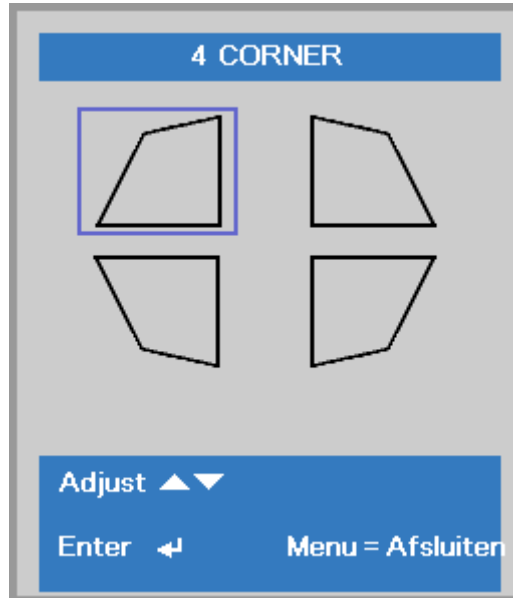 4 CORNER
Adjust ▲▼
Enter ↵
Menu = Afsluiten